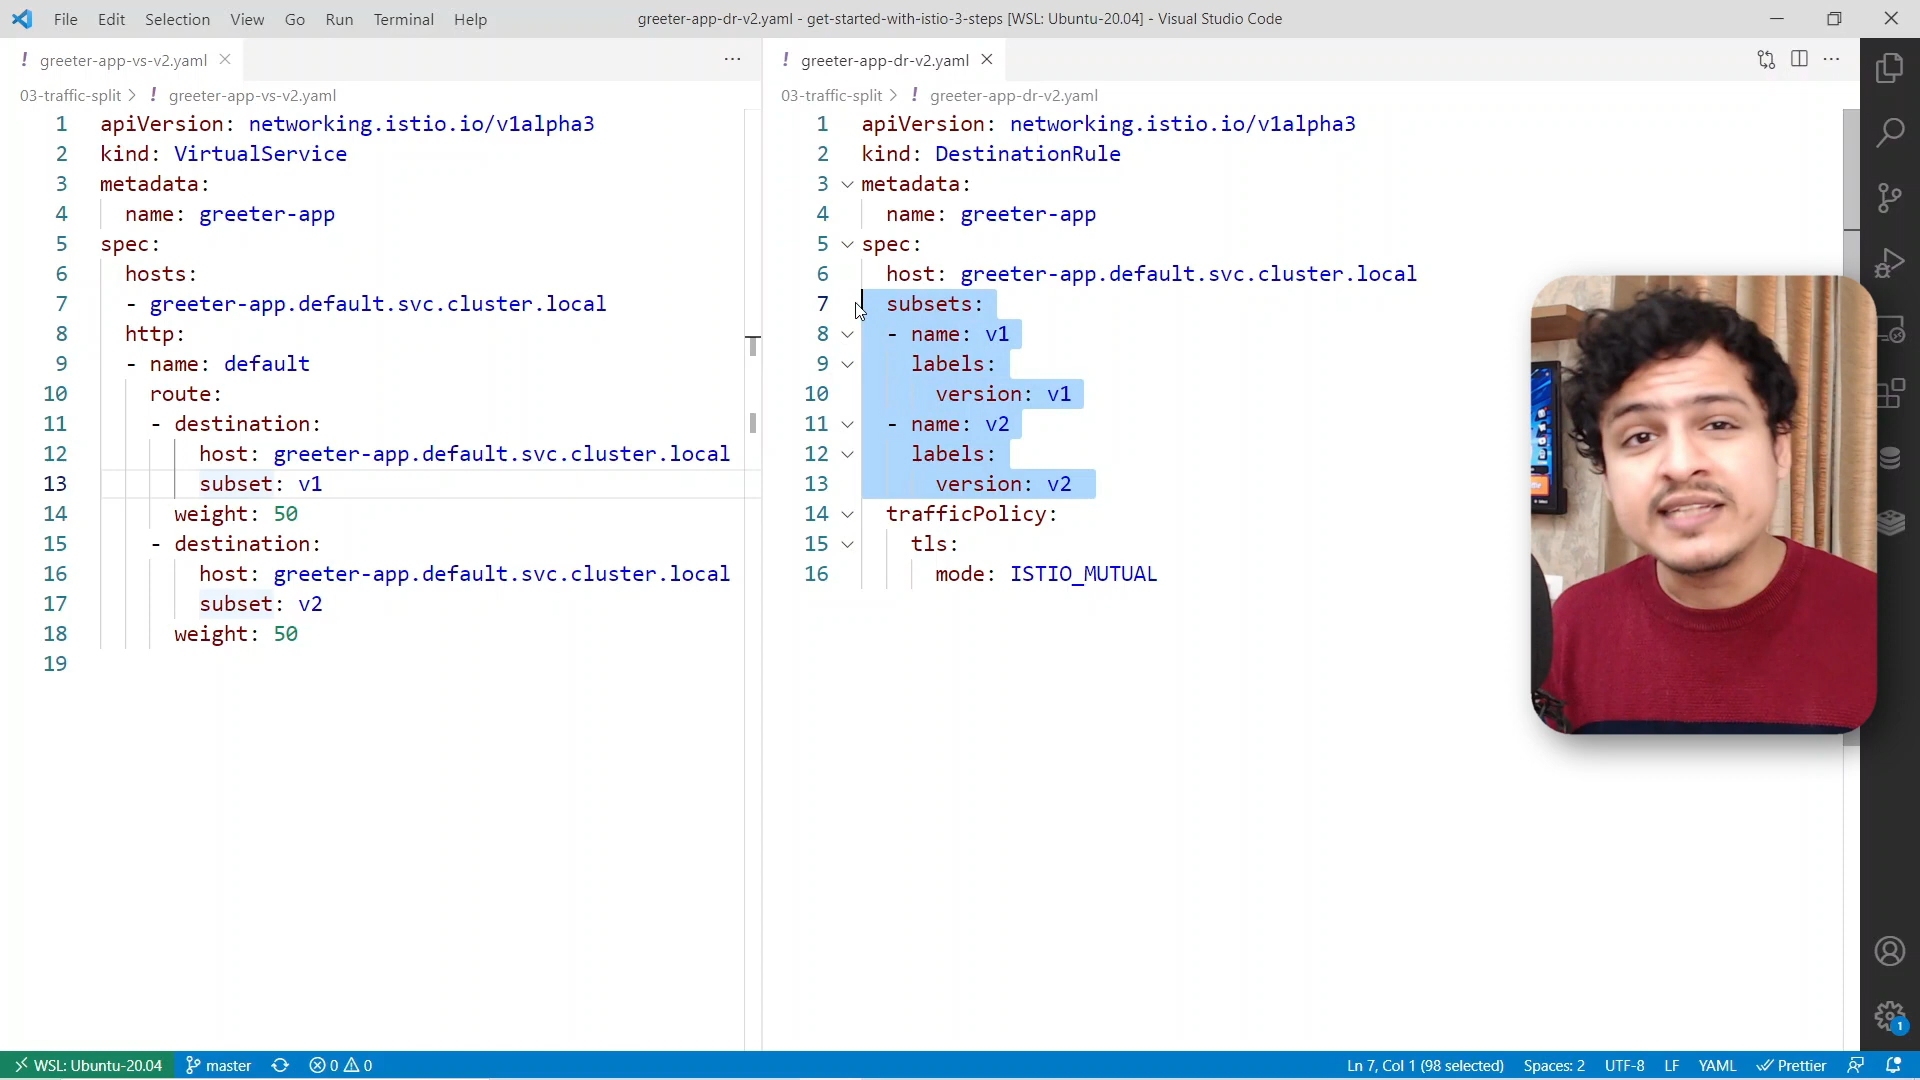 File Edit Selection View Go Run Terminal Help
greeter-app-dr-v2.yaml - get-started-with-istio-3-steps [WSL: Ubuntu-20.04] - Visual Studio Code
! greeter-app-vs-v2.yaml
03-traffic-split > ! greeter-app-vs-v2.yaml
1 apiVersion: networking.istio.io/v1alpha3
2 kind: VirtualService
3 metadata:
4 name: greeter-app
5 spec:
6 hosts:
7 - greeter-app.default.svc.cluster.local
8 http:
9 - name: default
10 route:
11 - destination:
12 host: greeter-app.default.svc.cluster.local
13 subset: v1
14 weight: 50
15 - destination:
16 host: greeter-app.default.svc.cluster.local
17 subset: v2
18 weight: 50
19
! greeter-app-dr-v2.yaml
03-traffic-split > ! greeter-app-dr-v2.yaml
1 apiVersion: networking.istio.io/v1alpha3
2 kind: DestinationRule
3 metadata:
4 name: greeter-app
5 spec:
6 host: greeter-app.default.svc.cluster.local
7 subsets:
8 - name: v1
9 labels:
10 version: v1
11 - name: v2
12 labels:
13 version: v2
14 trafficPolicy:
15 tls:
16 mode: ISTIO_MUTUAL
1
WSL: Ubuntu-20.04 master 0 0
Ln 7, Col 1 (98 selected) Spaces: 2 UTF-8 LF YAML Prettier